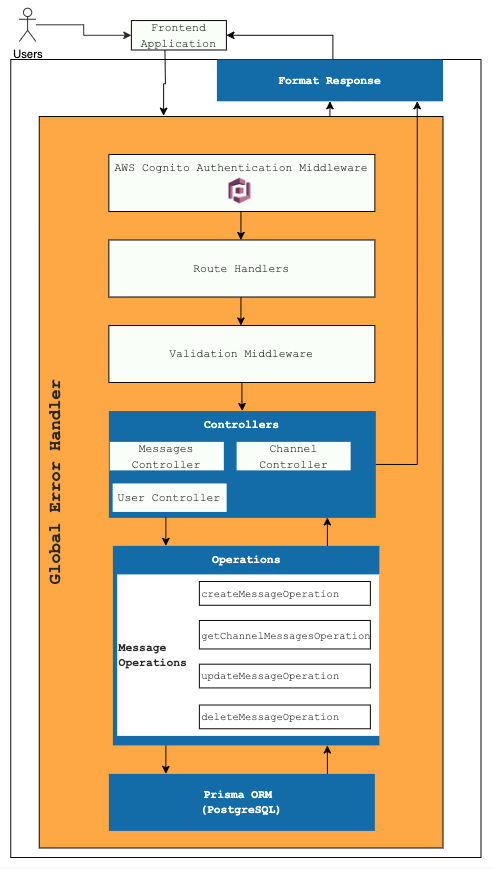 Users
Frontend
Application
Format Response
Global Error Handler
AWS Cognito Authentication Middleware
Route Handlers
Validation Middleware
Controllers
Messages
Controller
Channel
Controller
User Controller
Operations
Message
Operations
createMessageOperation
getChannelMessagesOperation
updateMessageOperation
deleteMessageOperation
Prisma ORM
(PostgreSQL)